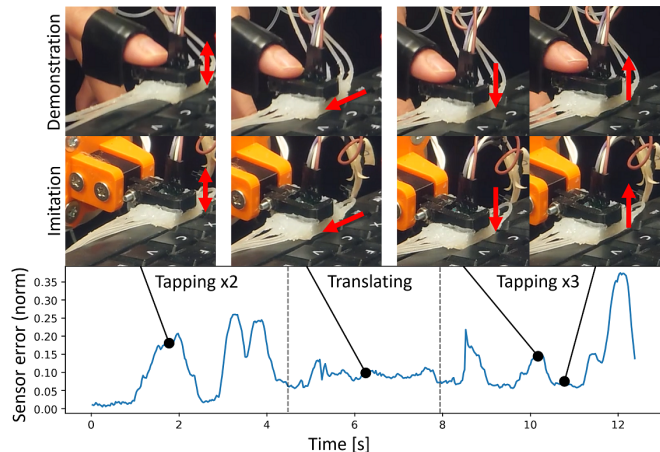 Demonstration
Imitation
Tapping x2
Translating
Tapping x3
Sensor error (norm)
0.35
0.30
0.25
0.20
0.15
0.10
0.05
0.00
0
2
4
6
8
10
12
Time [s]